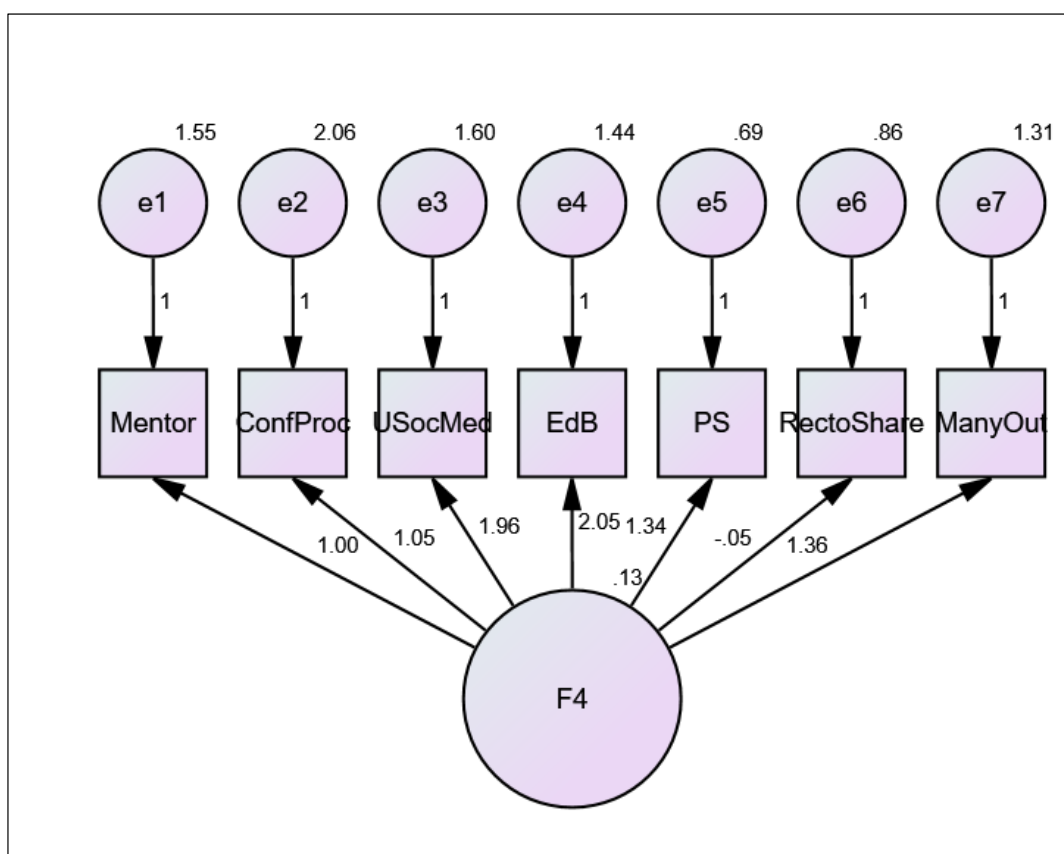 1.55 2.06 1.60 1.44 .69 .86 1.31
e1 e2 e3 e4 e5 e6 e7
1 1 1 1 1 1 1
Mentor ConfProc USocMed EdB PS RectoShare ManyOut
1.00 1.05 1.96 2.05 1.34 -.05 1.36
.13
F4